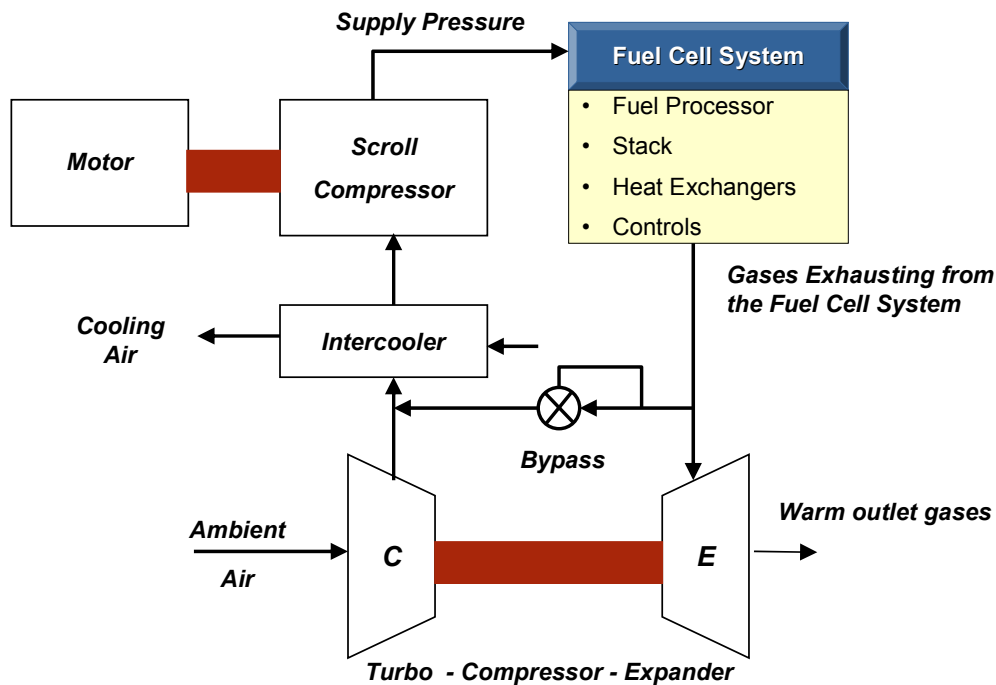 Supply Pressure
Fuel Cell System
• Fuel Processor
• Stack
• Heat Exchangers
• Controls
Motor
Scroll
Compressor
Gases Exhausting from
the Fuel Cell System
Cooling
Air
Intercooler
Bypass
Ambient
Air
C
E
Warm outlet gases
Turbo - Compressor - Expander